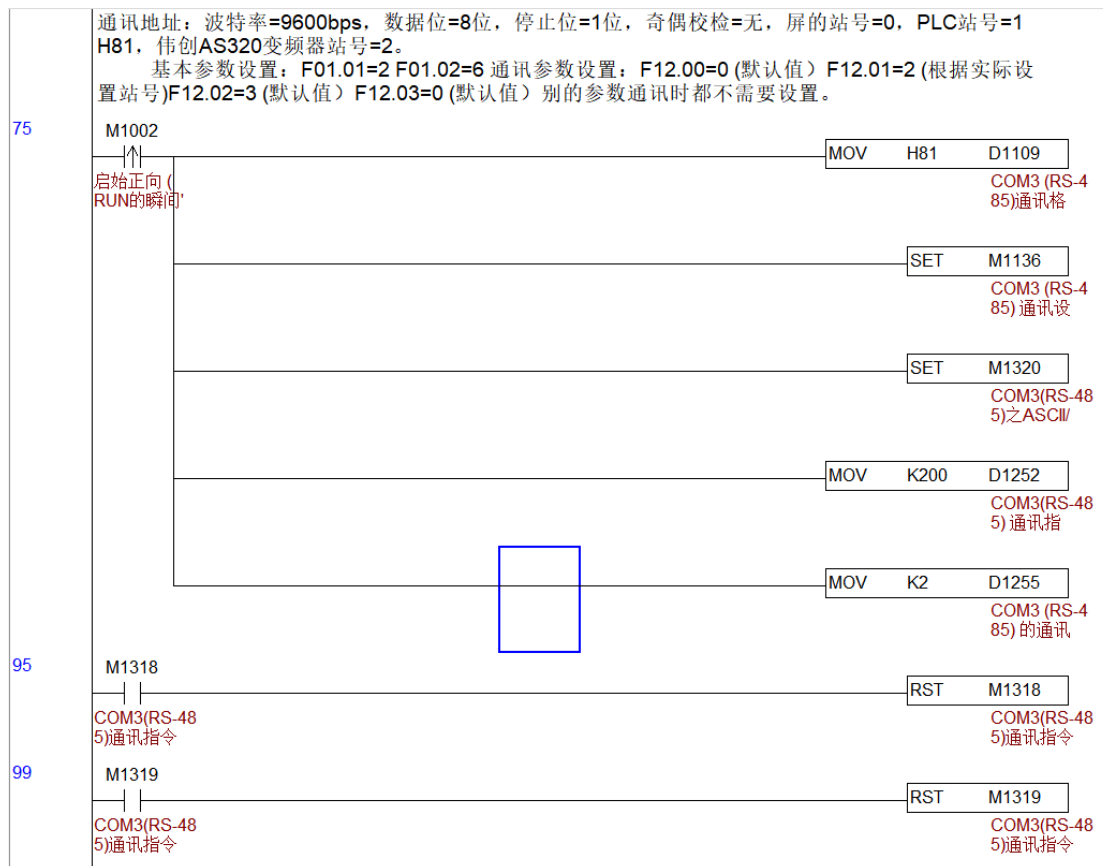 通讯地址：波特率=9600bps，数据位=8位，停止位=1位，奇偶校检=无，屏的站号=0，PLC站号=1
H81，伟创AS320变频器站号=2。
基本参数设置：F01.01=2 F01.02=6 通讯参数设置：F12.00=0 (默认值）F12.01=2 (根据实际设
置站号)F12.02=3 (默认值）F12.03=0 (默认值）别的参数通讯时都不需要设置。
75
M1002
MOV H81 D1109
启始正向 (
RUN的瞬间'
COM3 (RS-4
85)通讯格
SET M1136
COM3 (RS-4
85) 通讯设
SET M1320
COM3(RS-48
5)之ASCII/
MOV K200 D1252
COM3(RS-48
5) 通讯指
MOV K2 D1255
COM3 (RS-4
85) 的通讯
95
M1318
RST M1318
COM3(RS-48
5)通讯指令
COM3(RS-48
5)通讯指令
99
M1319
RST M1319
COM3(RS-48
5)通讯指令
COM3(RS-48
5)通讯指令